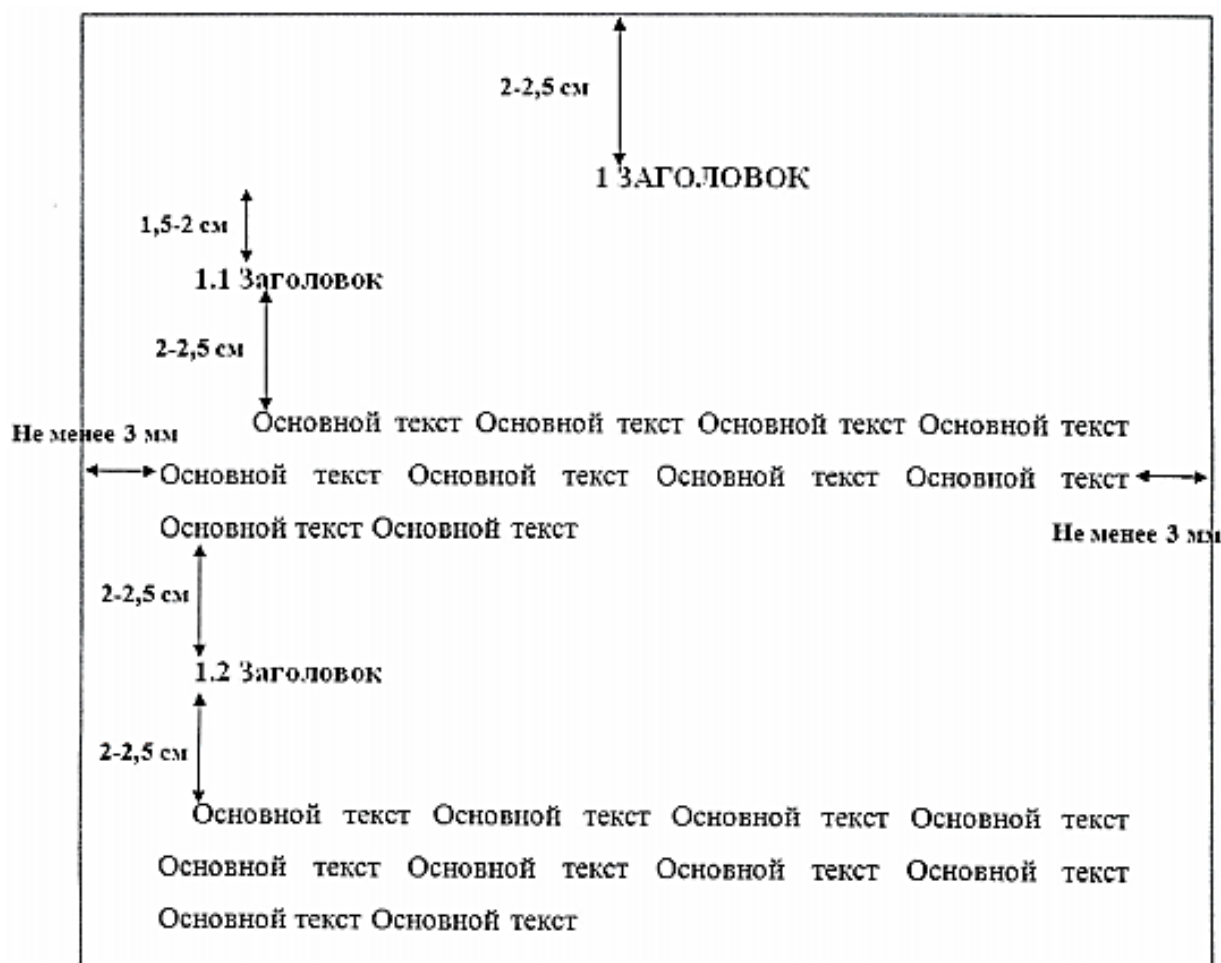 2-2,5 см
1 ЗАГОЛОВОК
1,5-2 см
1.1 Заголовок
2-2,5 см
Основной текст Основной текст Основной текст Основной текст
Не менее 3 мм
Основной текст Основной текст Основной текст Основной текст
Основной текст Основной текст
Не менее 3 мм
2-2,5 см
1.2 Заголовок
2-2,5 см
Основной текст Основной текст Основной текст Основной текст
Основной текст Основной текст Основной текст Основной текст
Основной текст Основной текст